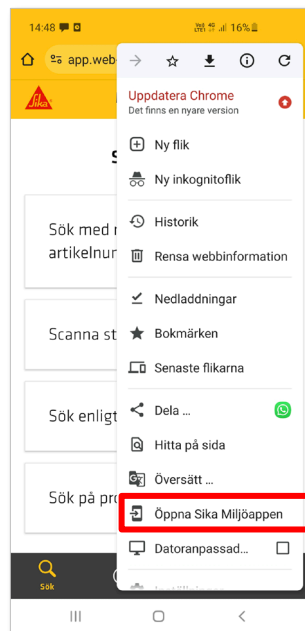 14:48
16%
app.web-
Uppdatera Chrome
Det finns en nyare version
Sika
Ny flik
Ny inkognitoflik
Historik
Sök med
artikelnur
Rensa webbinformation
Nedladdningar
Scanna st
Bokmärken
Senaste flikarna
Dela ...
Sök enligt
Hitta på sida
Översätt ...
Sök på pro
Öppna Sika Miljöappen
Datoranpassad...
Sök
Inställningar